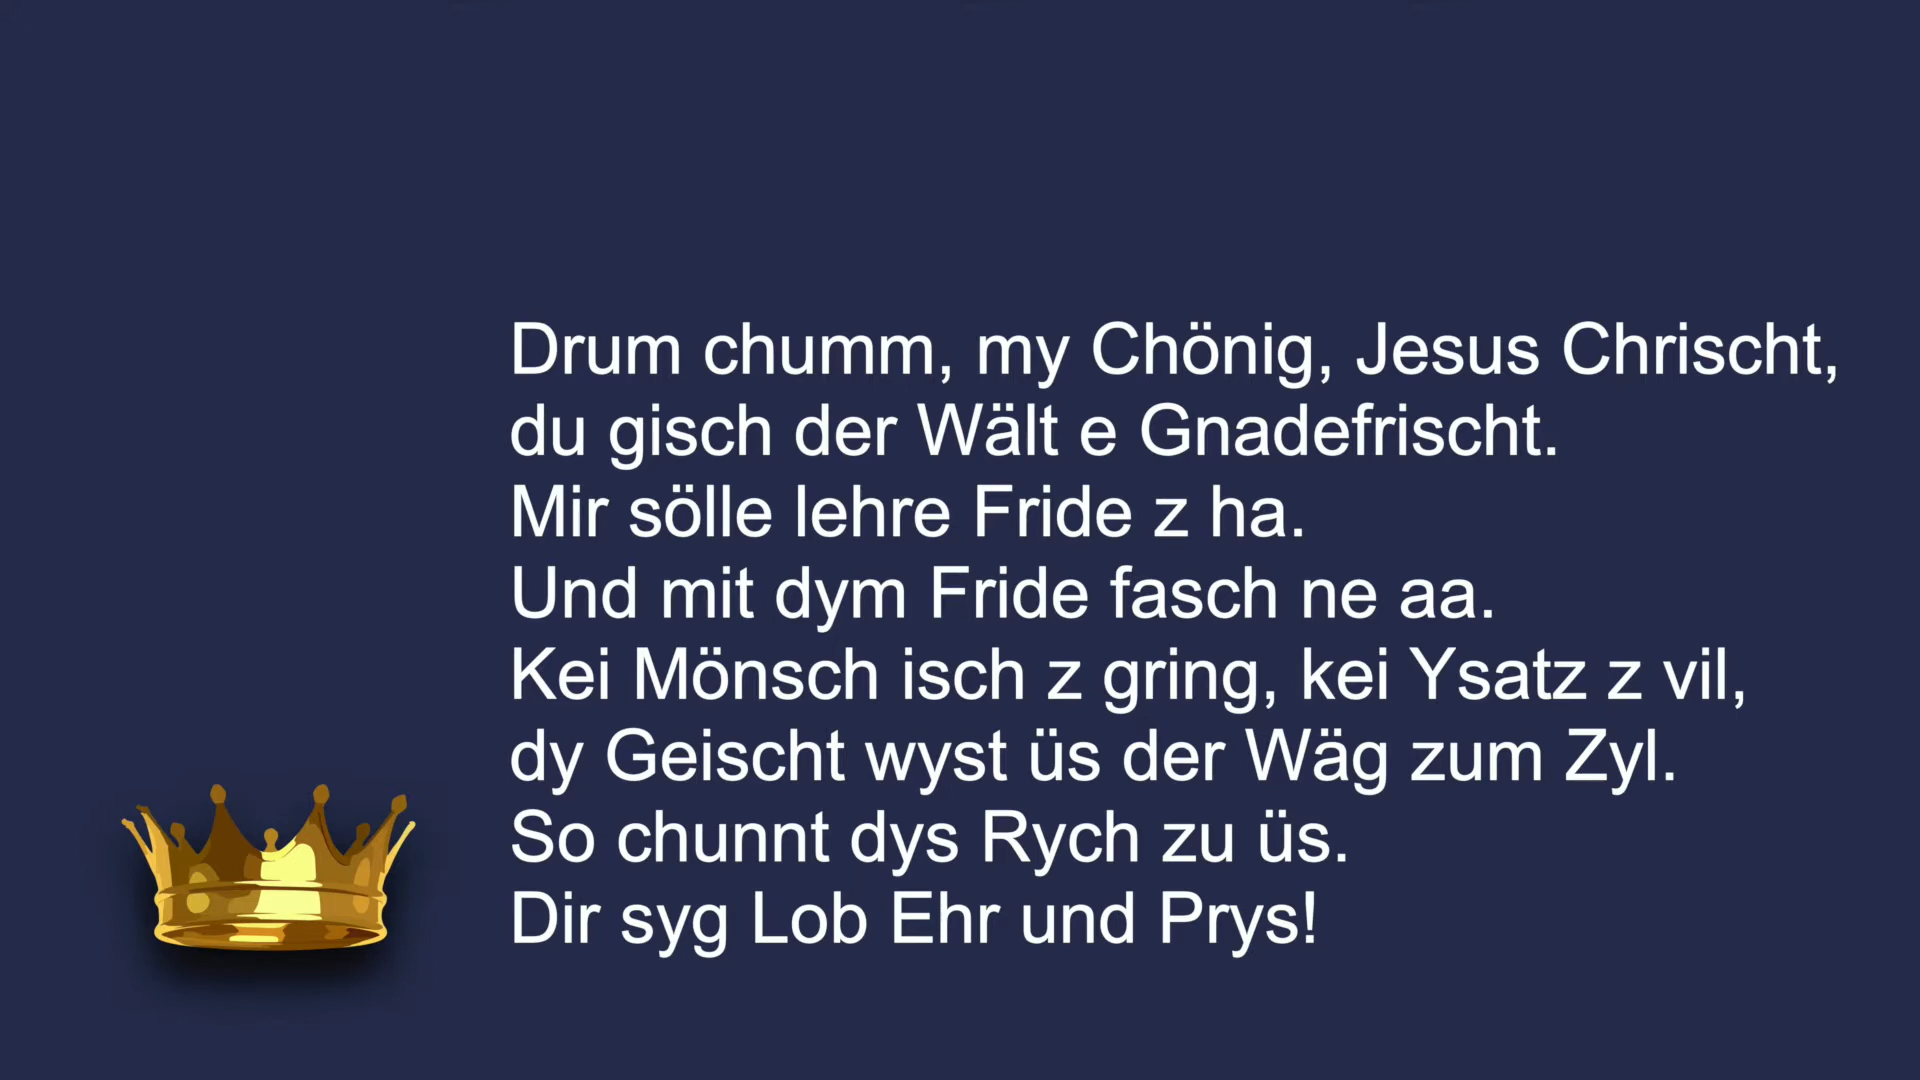 Drum chumm, my Chönig, Jesus Chrischt,
du gisch der Wält e Gnadefrischt.
Mir sölle lehre Fride z ha.
Und mit dym Fride fasch ne aa.
Kei Mönsch isch z gring, kei Ysatz z vil,
dy Geischt wyst üs der Wäg zum Zyl.
So chunnt dys Rych zu üs.
Dir syg Lob Ehr und Prys!